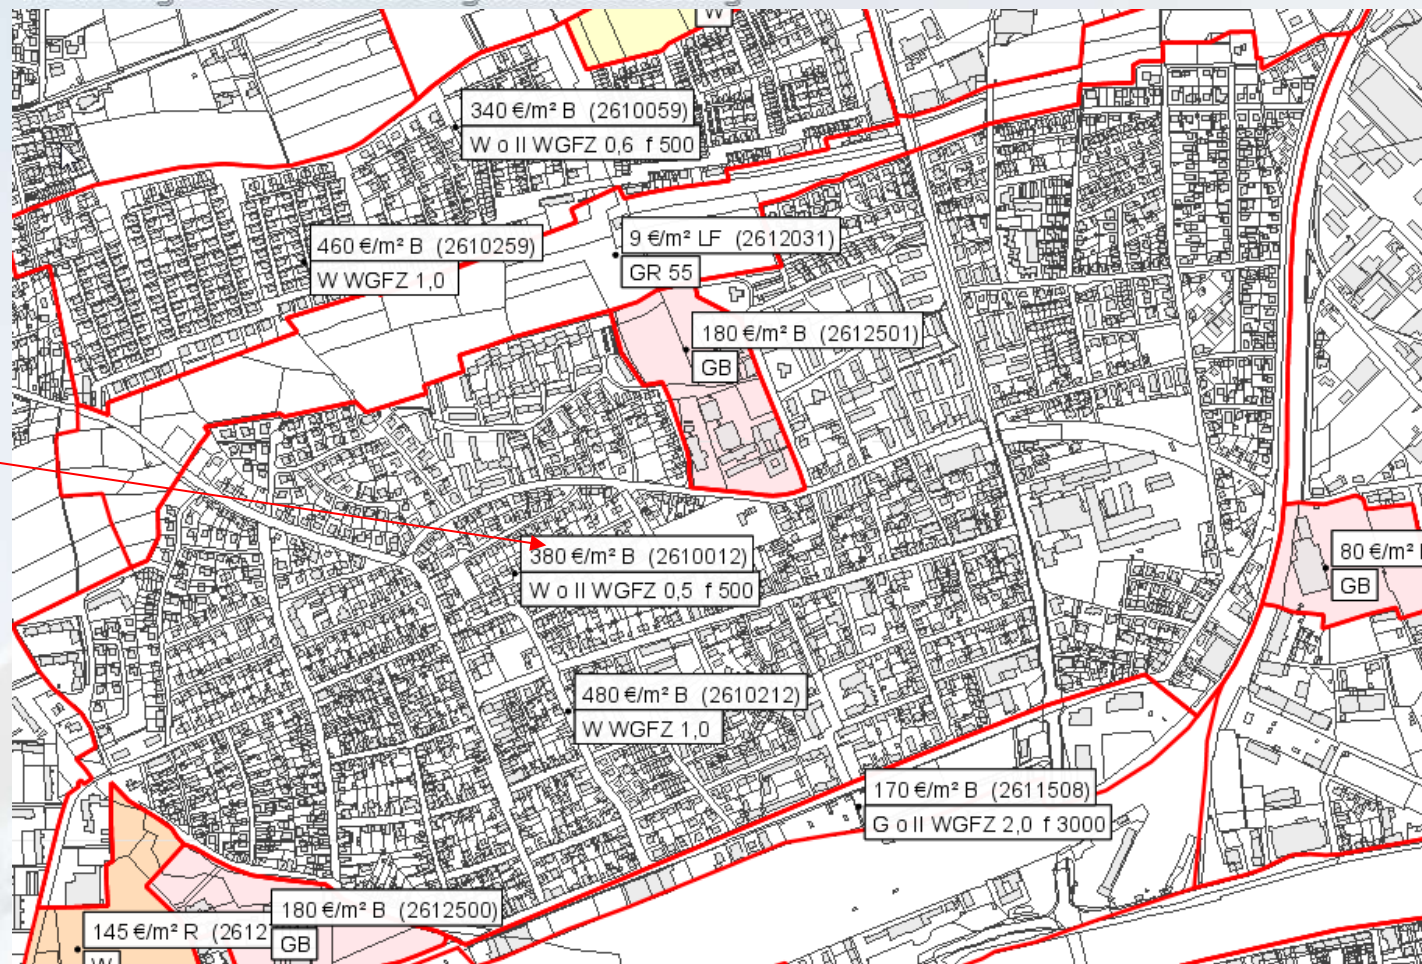 W
340 €/m² B (2610059)
W o II WGFZ 0,6 f 500
460 €/m² B (2610259)
W WGFZ 1,0
9 €/m² LF (2612031)
GR 55
180 €/m² B (2612501)
GB
380 €/m² B (2610012)
W o II WGFZ 0,5 f 500
80 €/m²
GB
480 €/m² B (2610212)
W WGFZ 1,0
170 €/m² B (2611508)
G o II WGFZ 2,0 f 3000
180 €/m² B (2612500)
GB
145 €/m² R (2612
W